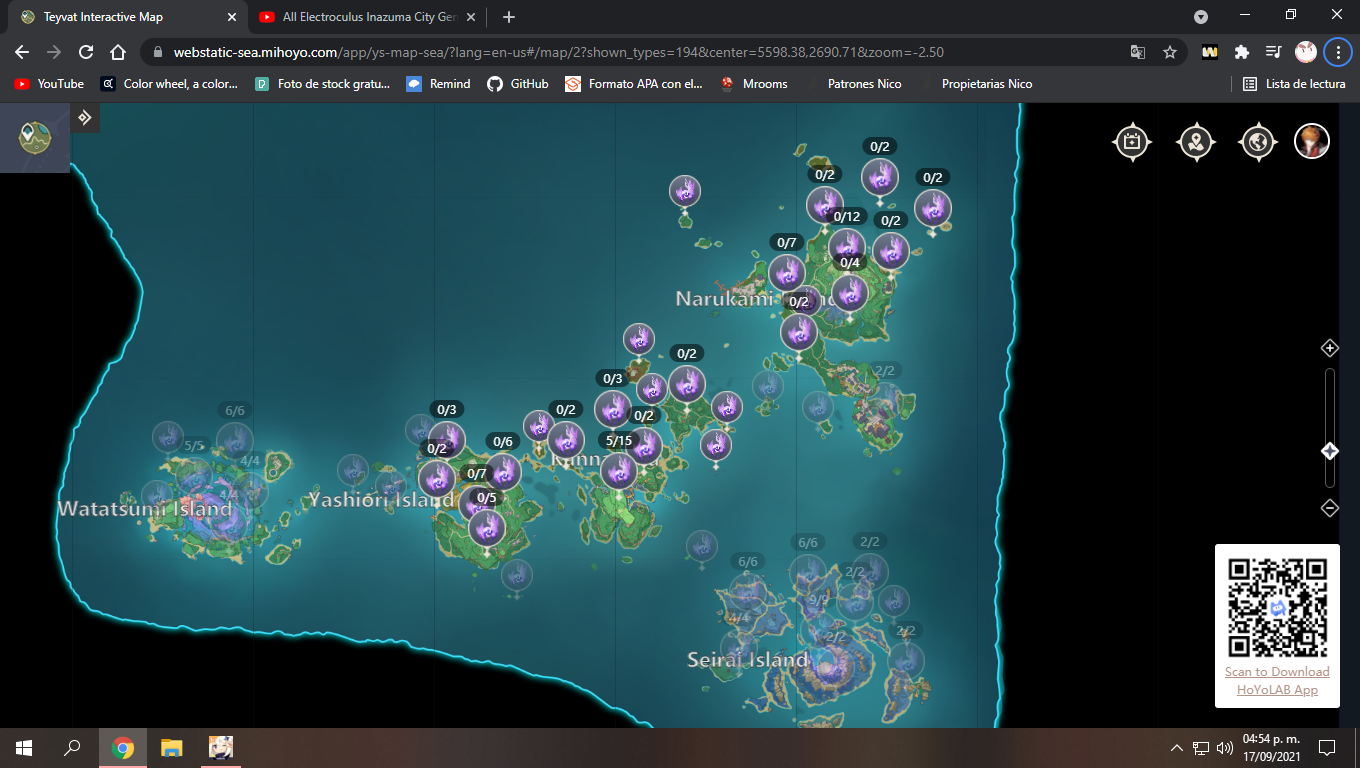 Teyvat Interactive Map
All Electroculus Inazuma City Gen
webstatic-sea.mihoyo.com/app/ys-map-sea/?lang=en-us#/map/2?shown_types=194&center=5598.38,2690.71&zoom=-2.50
YouTube
Color wheel, a color...
Foto de stock gratu...
Remind
GitHub
Formato APA con el...
Mrooms
Patrones Nico
Propietarias Nico
Lista de lectura
0/2
0/2
0/2
0/12
0/2
0/7
0/4
Narukami
0/2
0/2
2/2
0/3
0/3
0/2
0/2
6/6
5/5
0/2
0/6
5/15
4/4
0/7
4/4
0/5
Yashiori Island
Watatsumi Island
6/6
2/2
6/6
2/2
9/9
4/4
2/2
2/2
Seirai Island
Scan to Download
HoYoLAB App
04:54 p. m.
17/09/2021